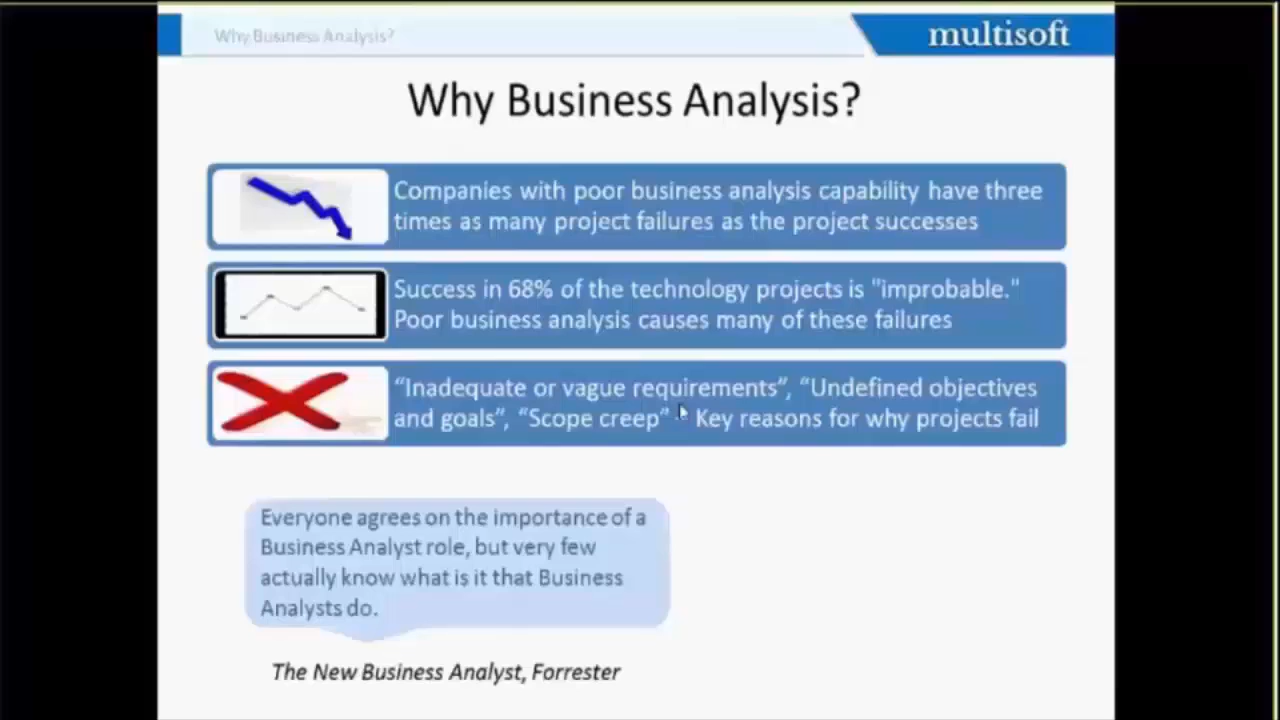 Why Business Analysis?
multisoft
Why Business Analysis?
Companies with poor business analysis capability have three
times as many project failures as the project successes
Success in 68% of the technology projects is "improbable."
Poor business analysis causes many of these failures
“Inadequate or vague requirements”, “Undefined objectives
and goals”, “Scope creep” - Key reasons for why projects fail
Everyone agrees on the importance of a
Business Analyst role, but very few
actually know what is it that Business
Analysts do.
The New Business Analyst, Forrester